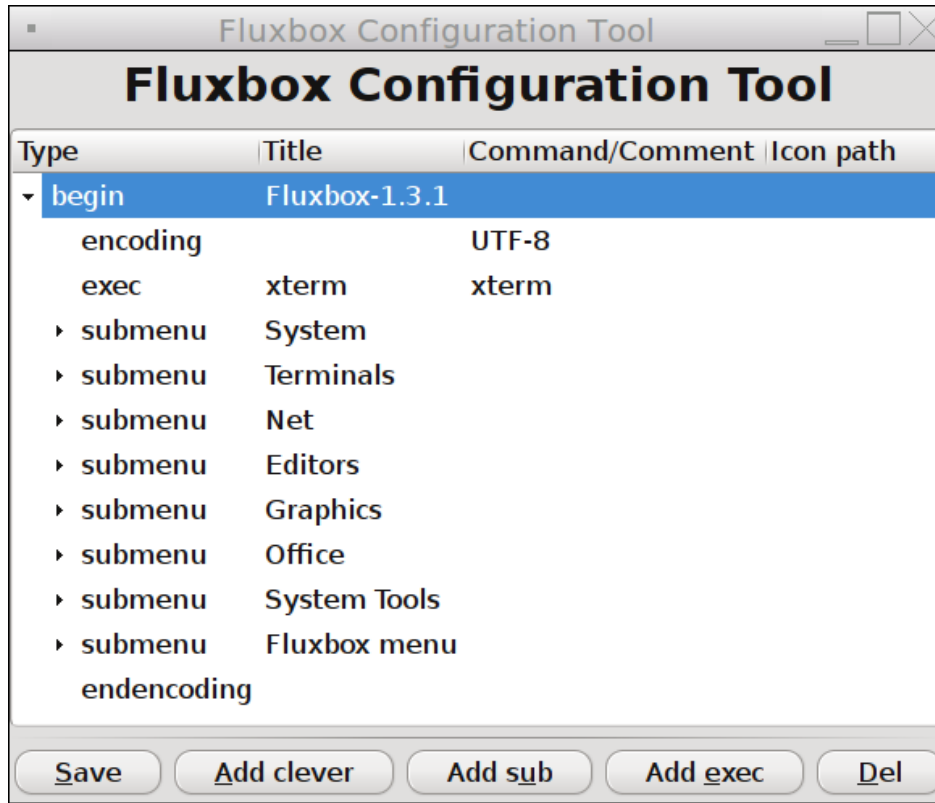 Fluxbox Configuration Tool
Fluxbox Configuration Tool
Type Title Command/Comment Icon path
begin Fluxbox-1.3.1
encoding UTF-8
exec xterm xterm
submenu System
submenu Terminals
submenu Net
submenu Editors
submenu Graphics
submenu Office
submenu System Tools
submenu Fluxbox menu
endencoding
Save Add clever Add sub Add exec Del